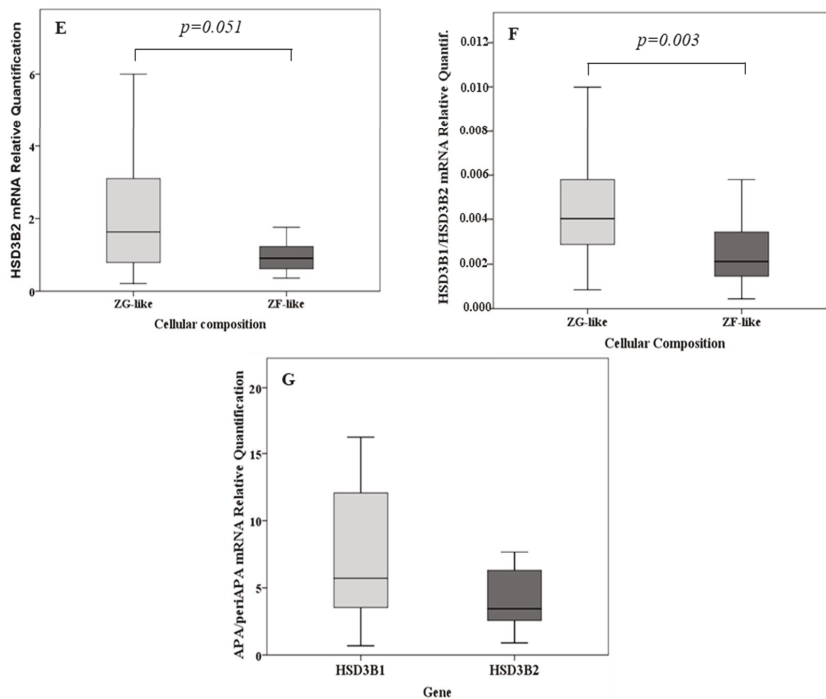 E
p=0.051
HSD3B2 mRNA Relative Quantification
6
4
2
0
ZG-like ZF-like
Cellular composition
F
p=0.003
HSD3B1/HSD3B2 mRNA Relative Quantif.
0.012
0.010
0.008
0.006
0.004
0.002
0.000
ZG-like ZF-like
Cellular Composition
G
APA/periAPA mRNA Relative Quantification
20
15
10
5
0
HSD3B1 HSD3B2
Gene